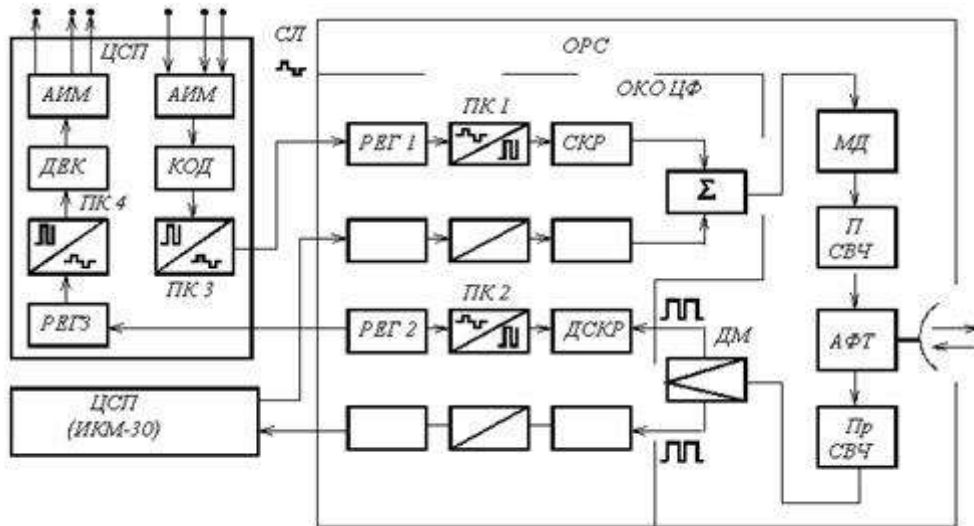 ЦСП
СЛ
ОРС
АИМ
АИМ
ОКО ЦФ
ПК 1
РЕГ 1
СКР
МД
ДЕК
КОД
Σ
ПК 4
П
СВЧ
ПК 3
ПК 2
РЕГ3
РЕГ 2
ДСКР
ДМ
АФТ
ЦСП
(ИКМ-30)
Пр
СВЧ